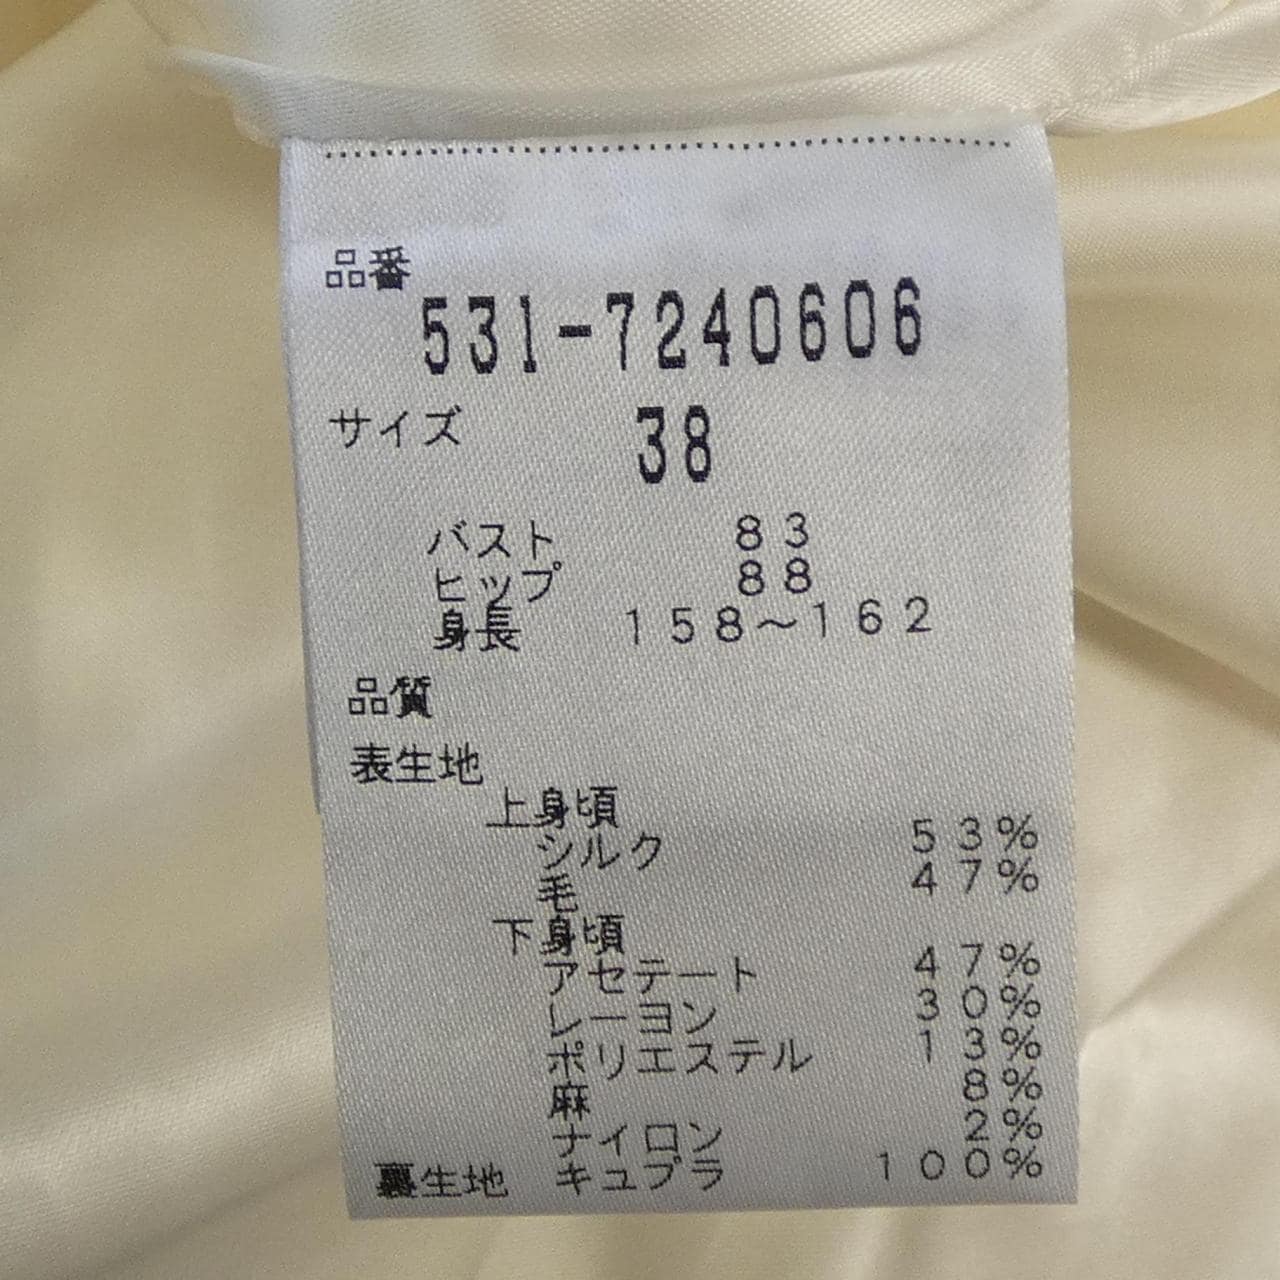 品番
531-7240606
サイズ 38
バスト 83
ヒップ 88
身長 158〜162
品質
表生地
上身頃
シルク 53%
毛 47%
下身頃
アセテート 47%
レーヨン 30%
ポリエステル 13%
麻 8%
ナイロン 2%
裏生地 キュプラ 100%